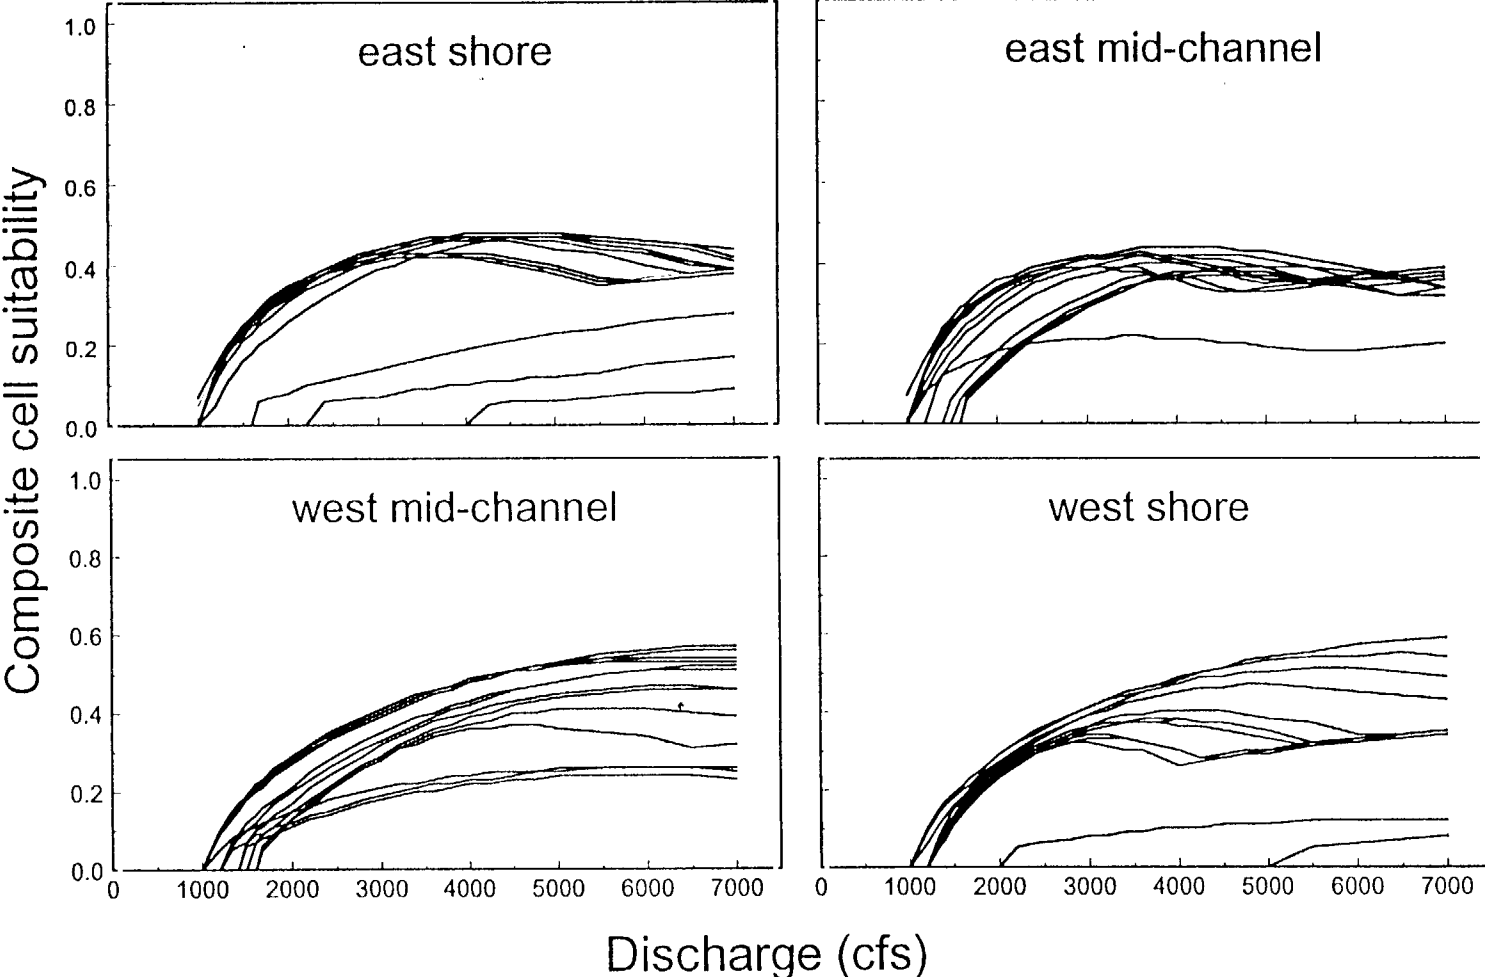 Composite cell suitability
east shore
1.0
0.8
0.6
0.4
0.2
0.0
east mid-channel
west mid-channel
1.0
0.8
0.6
0.4
0.2
0.0
0 1000 2000 3000 4000 5000 6000 7000
west shore
0 1000 2000 3000 4000 5000 6000 7000
Discharge (cfs)